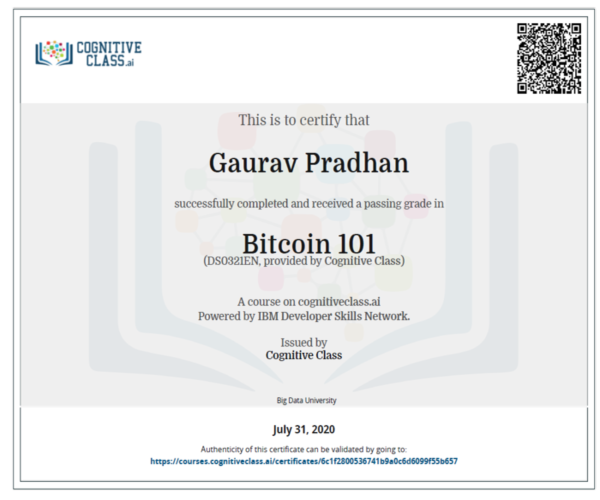 COGNITIVE
CLASS.ai
This is to certify that
Gaurav Pradhan
successfully completed and received a passing grade in
Bitcoin 101
(DS0321EN, provided by Cognitive Class)
A course on cognitiveclass.ai
Powered by IBM Developer Skills Network.
Issued by
Cognitive Class
Big Data University
July 31, 2020
Authenticity of this certificate can be validated by going to:
https://courses.cognitiveclass.ai/certificates/6c1f2800536741b9a0c6d6099f55b657